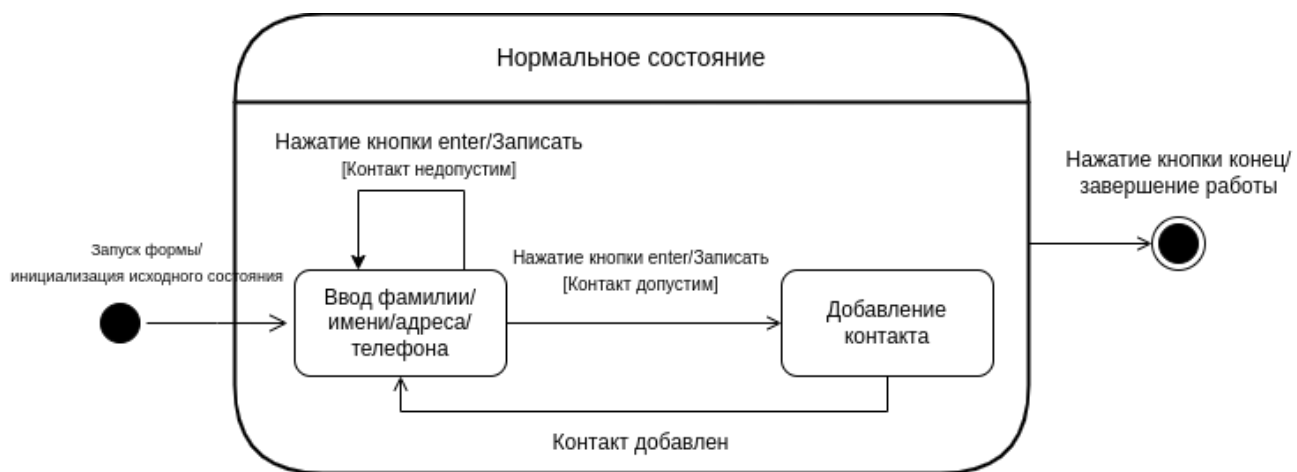 Нормальное состояние
Нажатие кнопки enter/Записать
[Контакт недопустим]
Нажатие кнопки конец/
завершение работы
Запуск формы/
инициализация исходного состояния
Нажатие кнопки enter/Записать
[Контакт допустим]
Ввод фамилии/
имени/адреса/
телефона
Добавление
контакта
Контакт добавлен